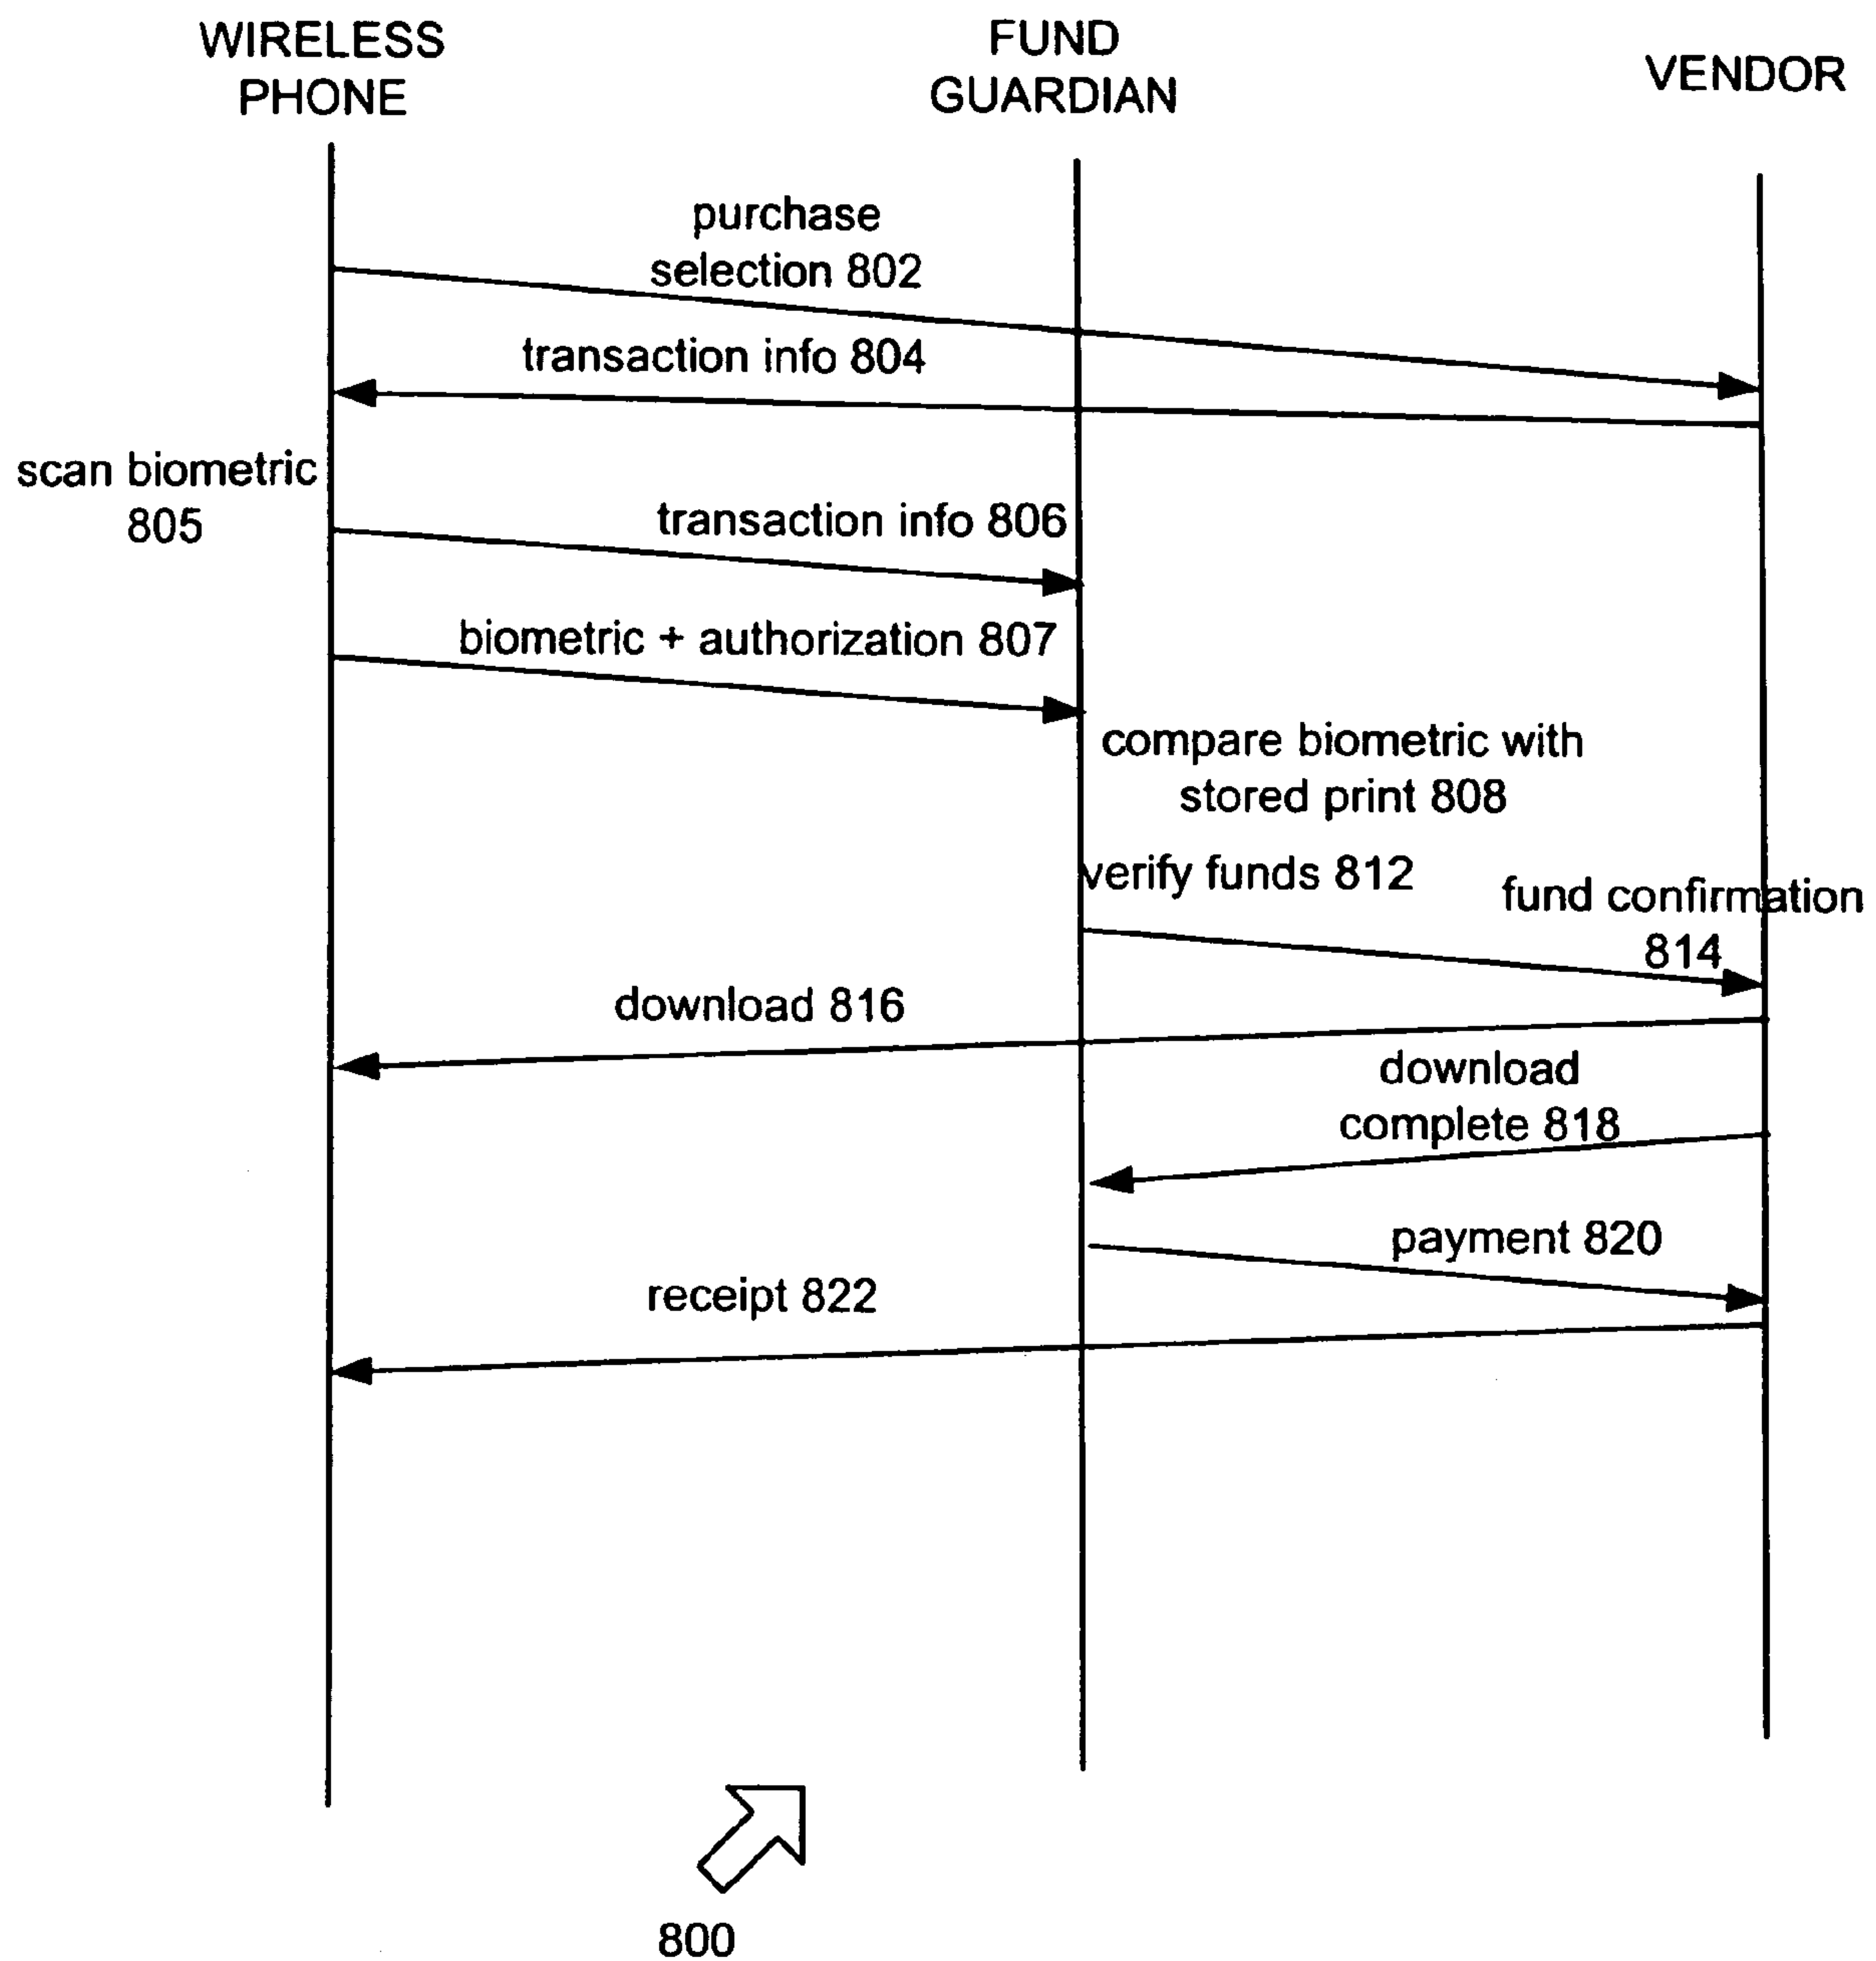 WIRELESS
PHONE
FUND
GUARDIAN
VENDOR
purchase
selection 802
transaction info 804
scan biometric
805
transaction info 806
biometric + authorization 807
compare biometric with
stored print 808
verify funds 812
fund confirmation
814
download 816
download
complete 818
payment 820
receipt 822
800